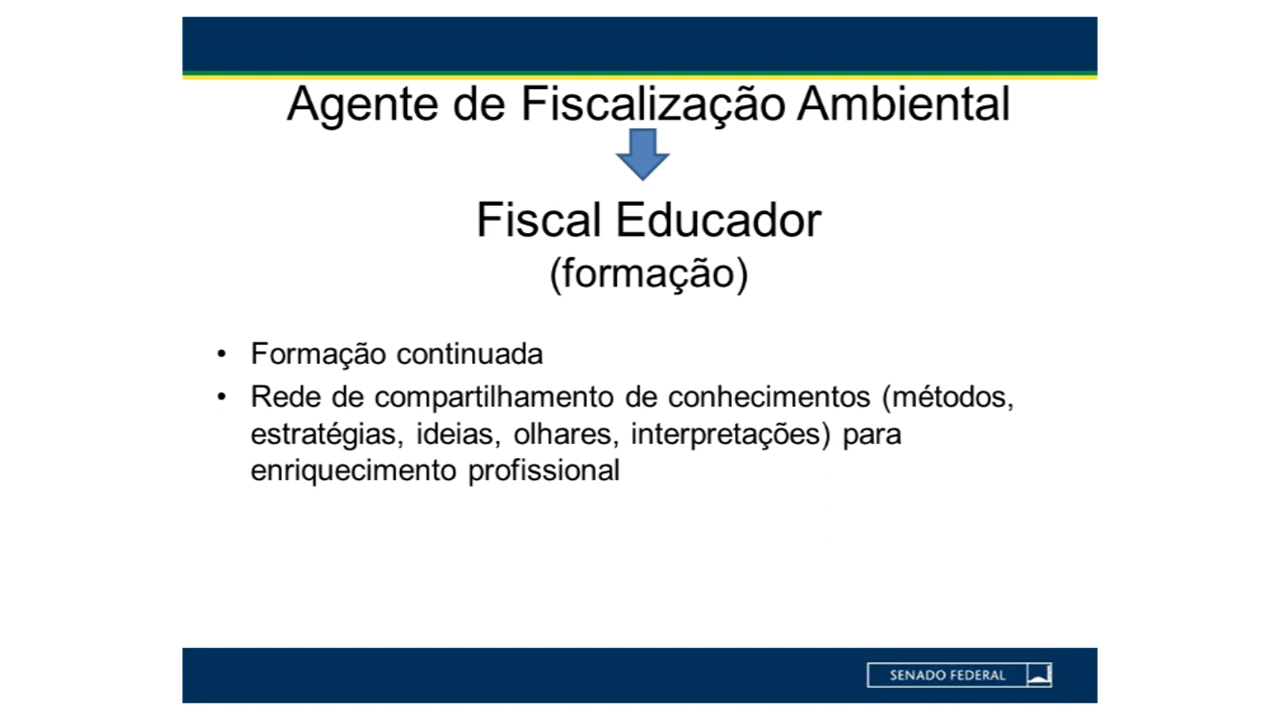 Agente de Fiscalização Ambiental
Fiscal Educador
(formação)
• Formação continuada
• Rede de compartilhamento de conhecimentos (métodos,
estratégias, ideias, olhares, interpretações) para
enriquecimento profissional
SENADO FEDERAL